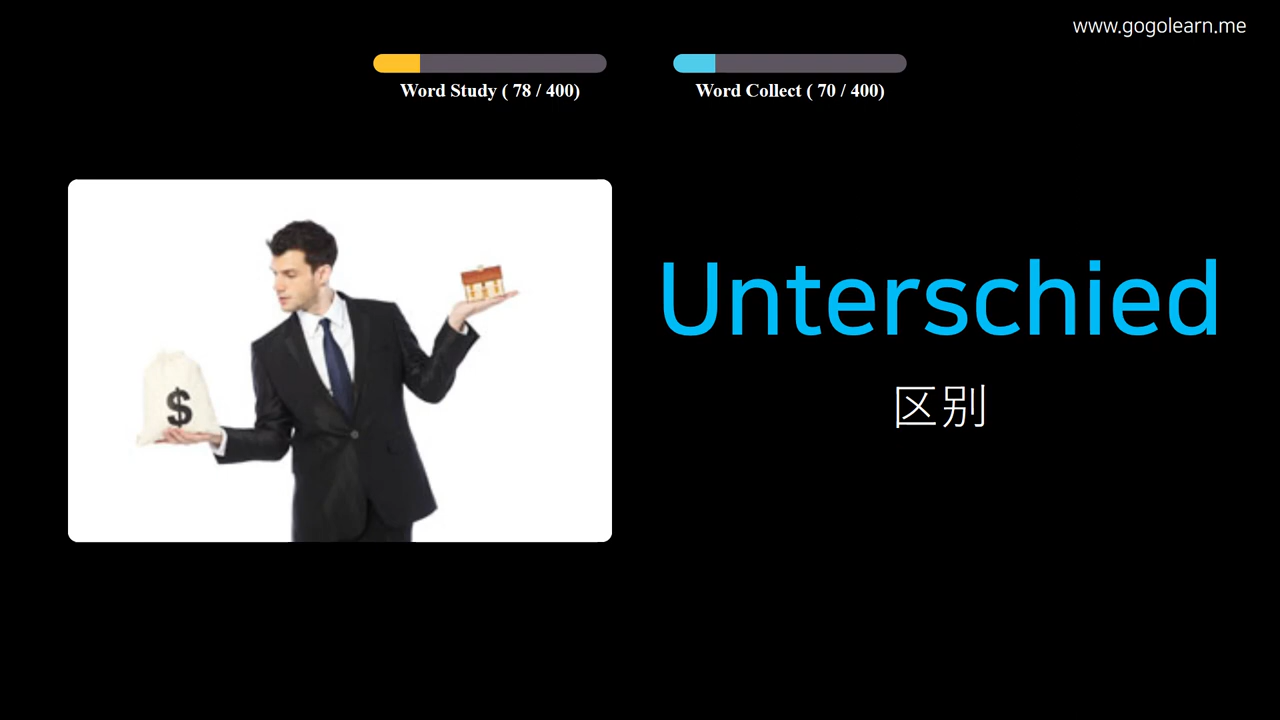 www.gogolearn.me
Word Study ( 78 / 400)
Word Collect ( 70 / 400)
Unterschied
区别
$